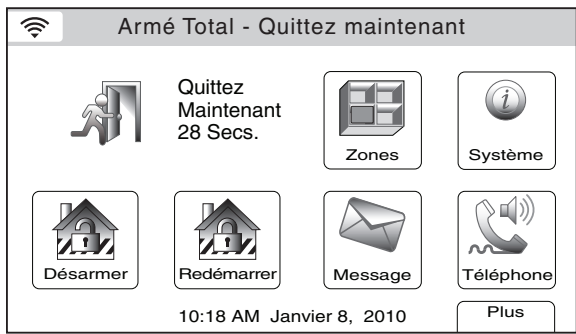 Armé Total - Quittez maintenant
Quittez
Maintenant
28 Secs.
Zones
Système
Désarmer
Redémarrer
Message
Téléphone
10:18 AM Janvier 8, 2010
Plus